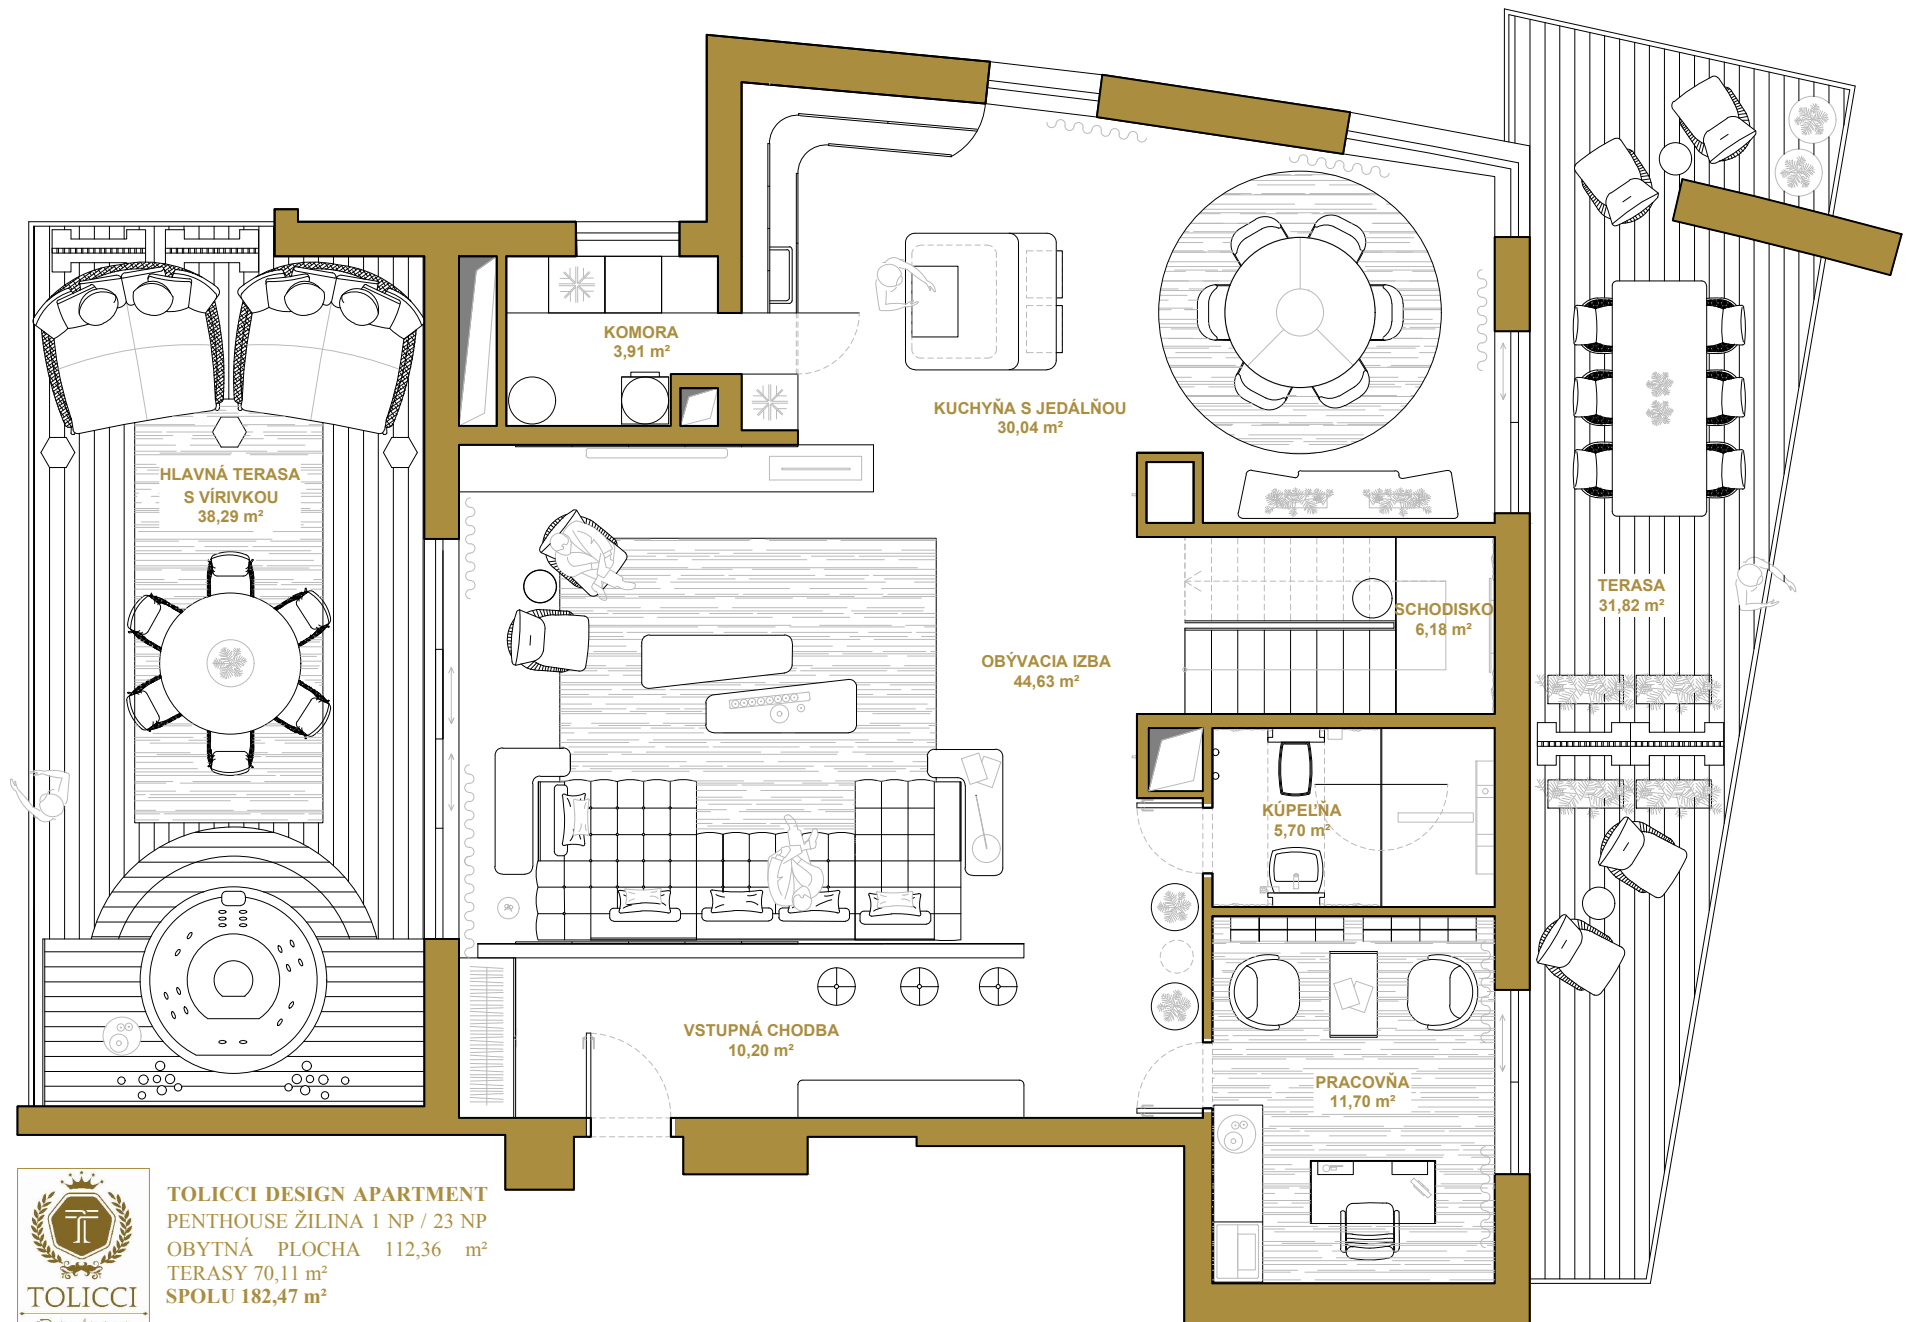 KOMORA
3,91 m²
KUCHYŇA S JEDÁLŇOU
30,04 m²
HLAVNÁ TERASA
S VÍRIVKOU
38,29 m²
TERASA
31,82 m²
SCHODISKO
6,18 m²
OBÝVACIA IZBA
44,63 m²
KÚPEĽŇA
5,70 m²
VSTUPNÁ CHODBA
10,20 m²
PRACOVŇA
11,70 m²
TOLICCI DESIGN APARTMENT
PENTHOUSE ŽILINA 1 NP / 23 NP
OBYTNÁ PLOCHA 112,36 m²
TERASY 70,11 m²
SPOLU 182,47 m²
TOLICCI